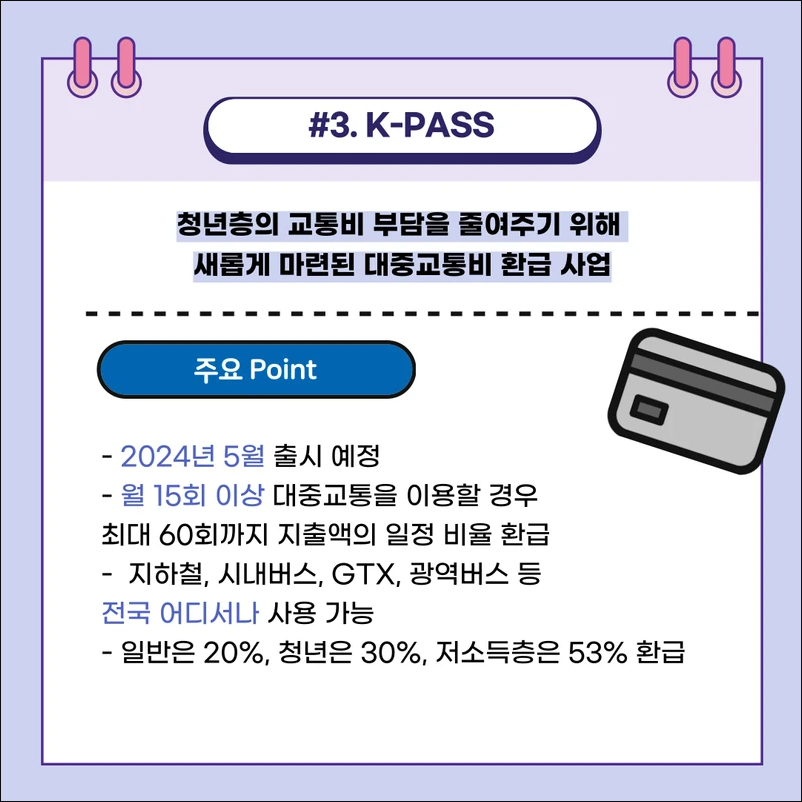 #3. K-PASS
청년층의 교통비 부담을 줄여주기 위해
새롭게 마련된 대중교통비 환급 사업
주요 Point
- 2024년 5월 출시 예정
- 월 15회 이상 대중교통을 이용할 경우
최대 60회까지 지출액의 일정 비율 환급
- 지하철, 시내버스, GTX, 광역버스 등
전국 어디서나 사용 가능
- 일반은 20%, 청년은 30%, 저소득층은 53% 환급